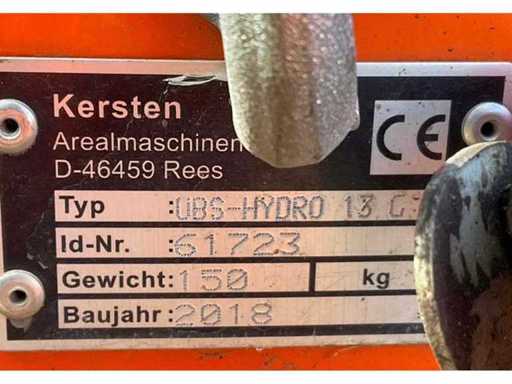 Kersten
Arealmaschinen
D-46459 Rees
CE
Typ :UBS-HYDRO 13 G
Id-Nr. :61723
Gewicht:150 kg
Baujahr:2018